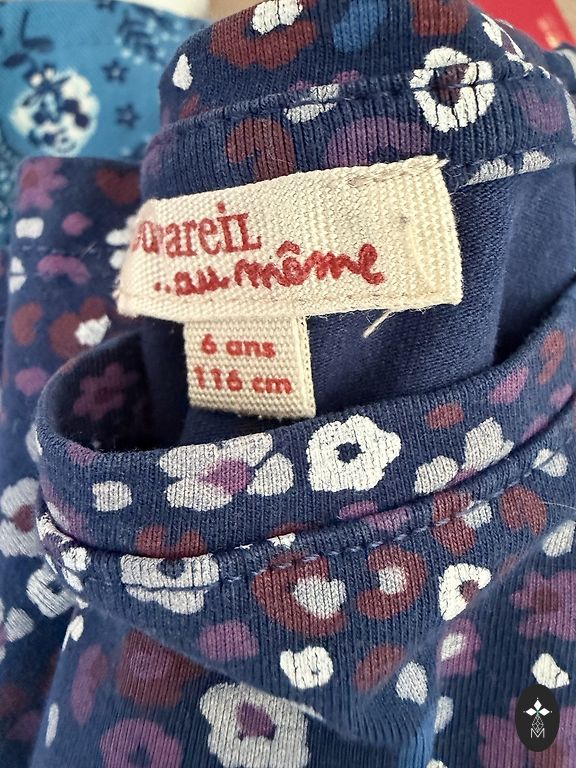 pareiL
..au même
6 ans
116 cm
M